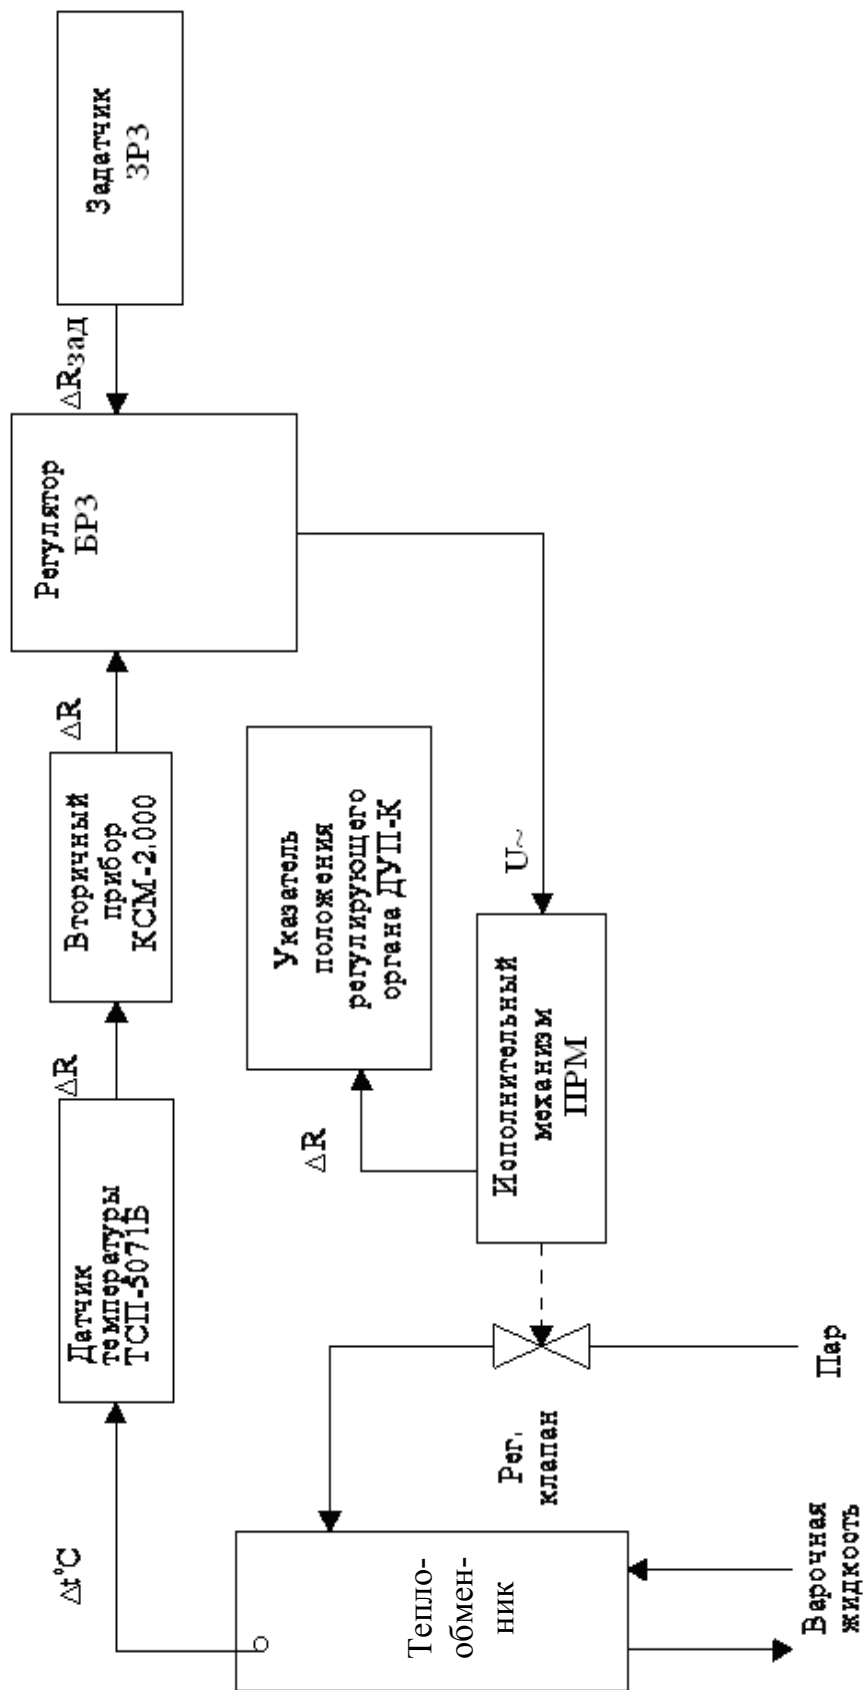 Δt°C
Датчик
температуры
ТСП-5071Б
ΔR
Вторичный
прибор
КСМ-2.000
ΔR
Регулятор
БРЗ
ΔRзад
Задатчик
ЗРЗ
Указатель
положения
регулирующего
органа ДУП-К
ΔR
U~
Исполнительный
механизм
ПРМ
Рег.
клапан
Тепло-
обмен-
ник
Пар
Варочная
жидкость